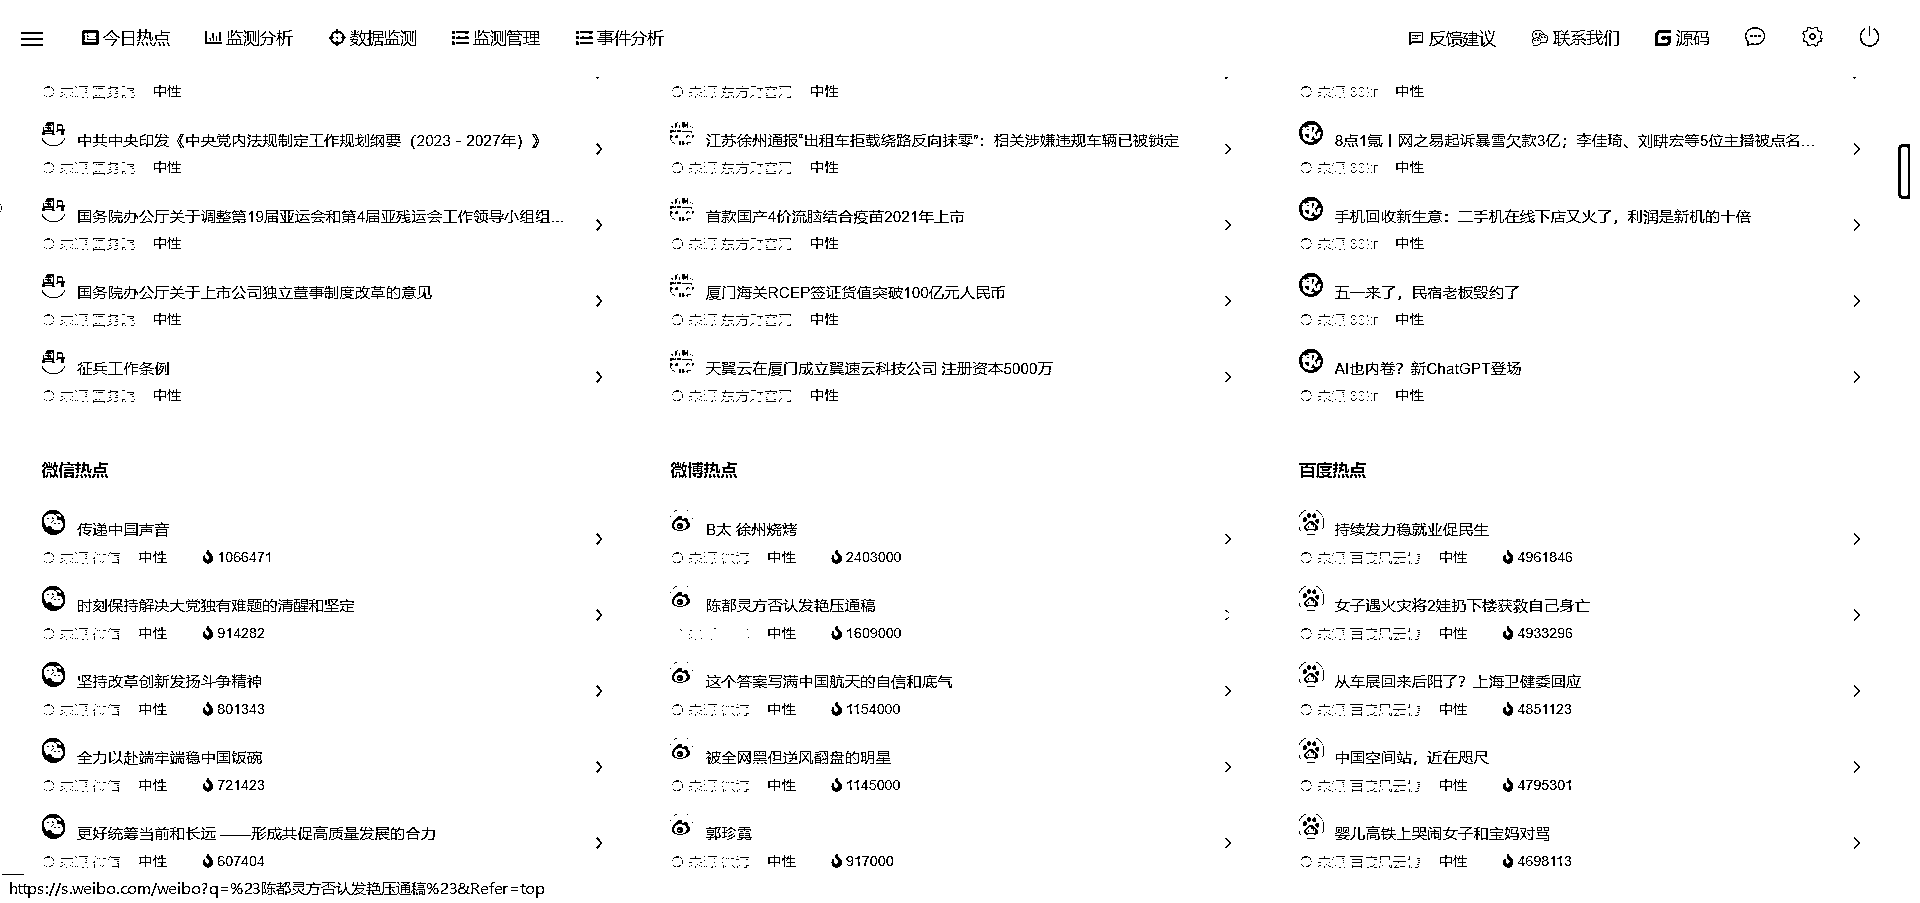 今日热点 监测分析 数据监测 监测管理 事件分析 反馈建议 联系我们 源码
中性
中共中央印发《中央党内法规制定工作规划纲要（2023－2027年）》
中性
国务院办公厅关于调整第19届亚运会和第4届亚残运会工作领导小组组...
中性
国务院办公厅关于上市公司独立董事制度改革的意见
中性
征兵工作条例
中性
中性
江苏徐州通报“出租车拒载绕路反向抹零”：相关涉嫌违规车辆已被锁定
中性
首款国产4价流脑结合疫苗2021年上市
中性
厦门海关RCEP签证货值突破100亿元人民币
中性
天翼云在厦门成立翼速云科技公司 注册资本5000万
中性
中性
8点1氪丨网之易起诉暴雪欠款3亿；李佳琦、刘畊宏等5位主播被点名...
中性
手机回收新生意：二手机在线下店又火了，利润是新机的十倍
中性
五一来了，民宿老板毁约了
中性
AI也内卷？新ChatGPT登场
中性
微信热点
传递中国声音
中性 1066471
时刻保持解决大党独有难题的清醒和坚定
中性 914282
坚持改革创新发扬斗争精神
中性 801343
全力以赴端牢端稳中国饭碗
中性 721423
更好统筹当前和长远 ——形成共促高质量发展的合力
中性 607404
微博热点
B太 徐州烧烤
中性 2403000
陈都灵方否认发艳压通稿
中性 1609000
这个答案写满中国航天的自信和底气
中性 1154000
被全网黑但逆风翻盘的明星
中性 1145000
郭珍霓
中性 917000
百度热点
持续发力稳就业促民生
中性 4961846
女子遇火灾将2娃扔下楼获救自己身亡
中性 4933296
从车展回来后阳了？上海卫健委回应
中性 4851123
中国空间站，近在咫尺
中性 4795301
婴儿高铁上哭闹女子和宝妈对骂
中性 4698113
https://s.weibo.com/weibo?q=%23陈都灵方否认发艳压通稿%23&Refer=top